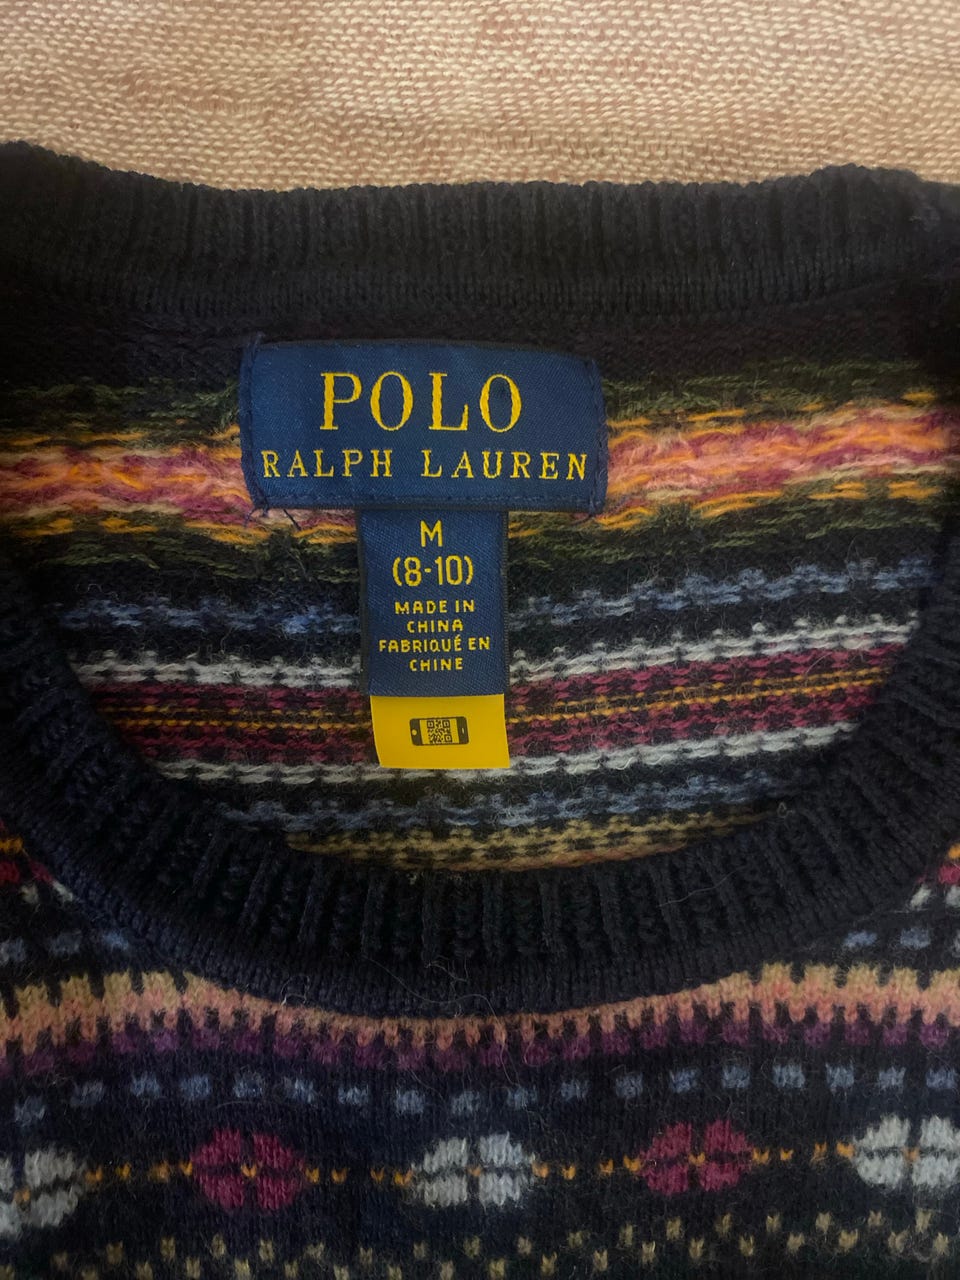 POLO
RALPH LAUREN
M
(8-10)
MADE IN
CHINA
FABRIQUÉ EN
CHINE